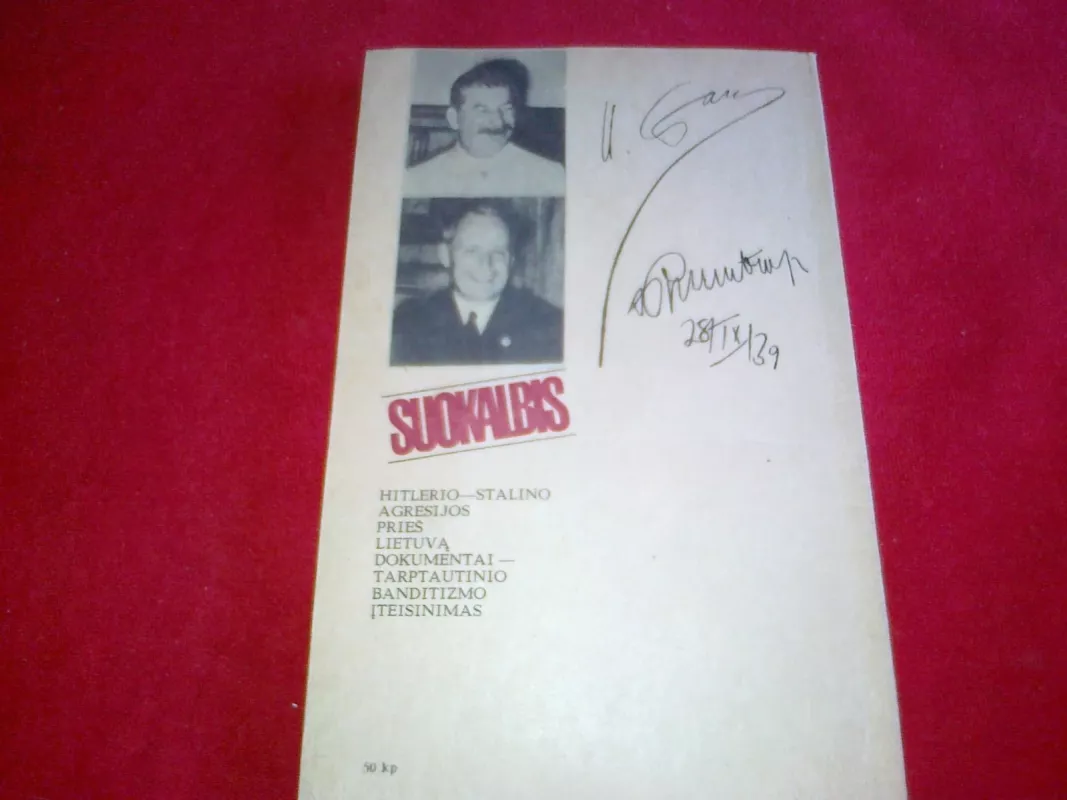 28/IX/39
SUOKALBIS
HITLERIO—STALINO
AGRESIJOS
PRIEŠ
LIETUVĄ
DOKUMENTAI —
TARPTAUTINIO
BANDITIZMO
ĮTEISINIMAS
50 kp